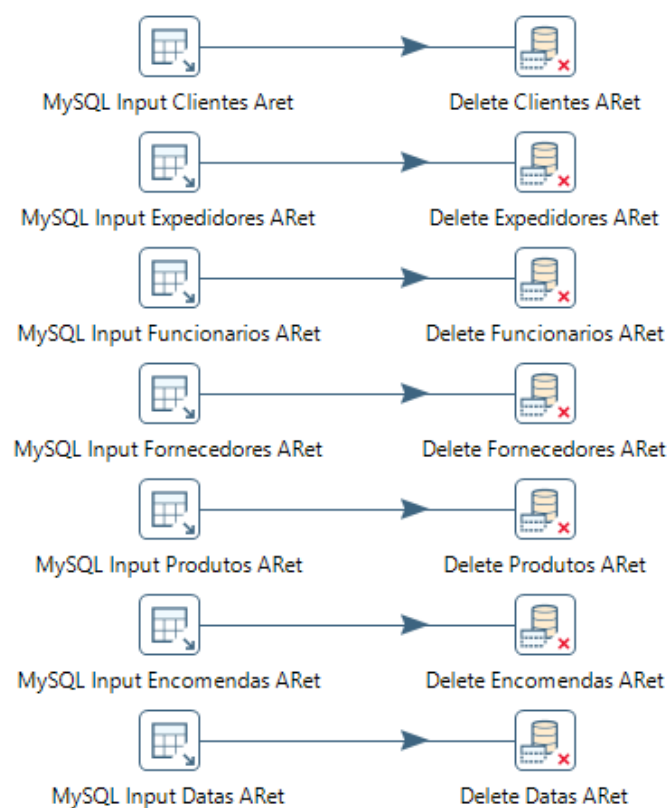 MySQL Input Clientes Aret
Delete Clientes ARet
MySQL Input Expedidores ARet
Delete Expedidores ARet
MySQL Input Funcionarios ARet
Delete Funcionarios ARet
MySQL Input Fornecedores ARet
Delete Fornecedores ARet
MySQL Input Produtos ARet
Delete Produtos ARet
MySQL Input Encomendas ARet
Delete Encomendas ARet
MySQL Input Datas ARet
Delete Datas ARet